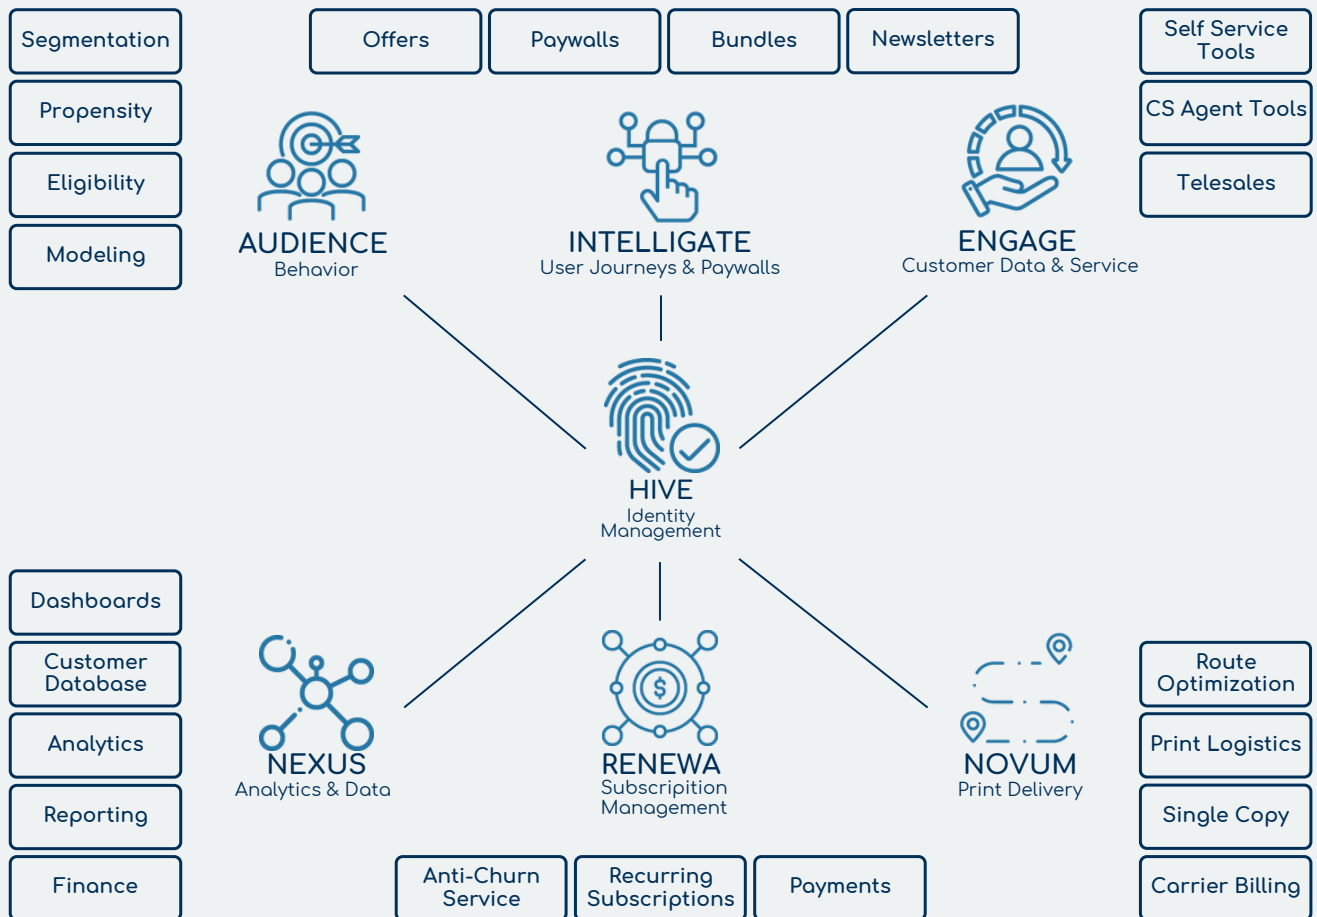 Segmentation
Propensity
Eligibility
Modeling
Offers
Paywalls
Bundles
Newsletters
Self Service
Tools
CS Agent Tools
Telesales
AUDIENCE
Behavior
INTELLIGATE
User Journeys & Paywalls
ENGAGE
Customer Data & Service
HIVE
Identity
Management
Dashboards
Customer
Database
Analytics
Reporting
Finance
NEXUS
Analytics & Data
RENEWA
Subscripition
Management
NOVUM
Print Delivery
Route
Optimization
Print Logistics
Single Copy
Carrier Billing
Anti-Churn
Service
Recurring
Subscriptions
Payments
$